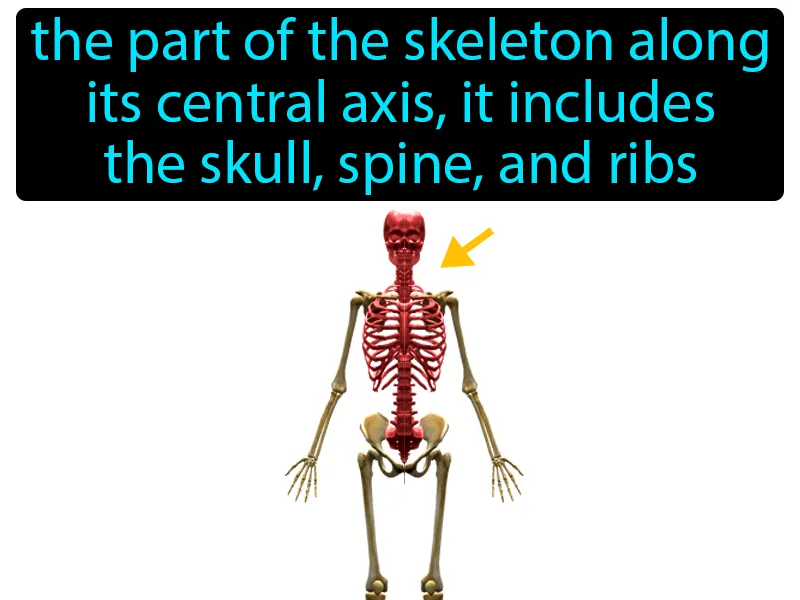 the part of the skeleton along
its central axis, it includes
the skull, spine, and ribs